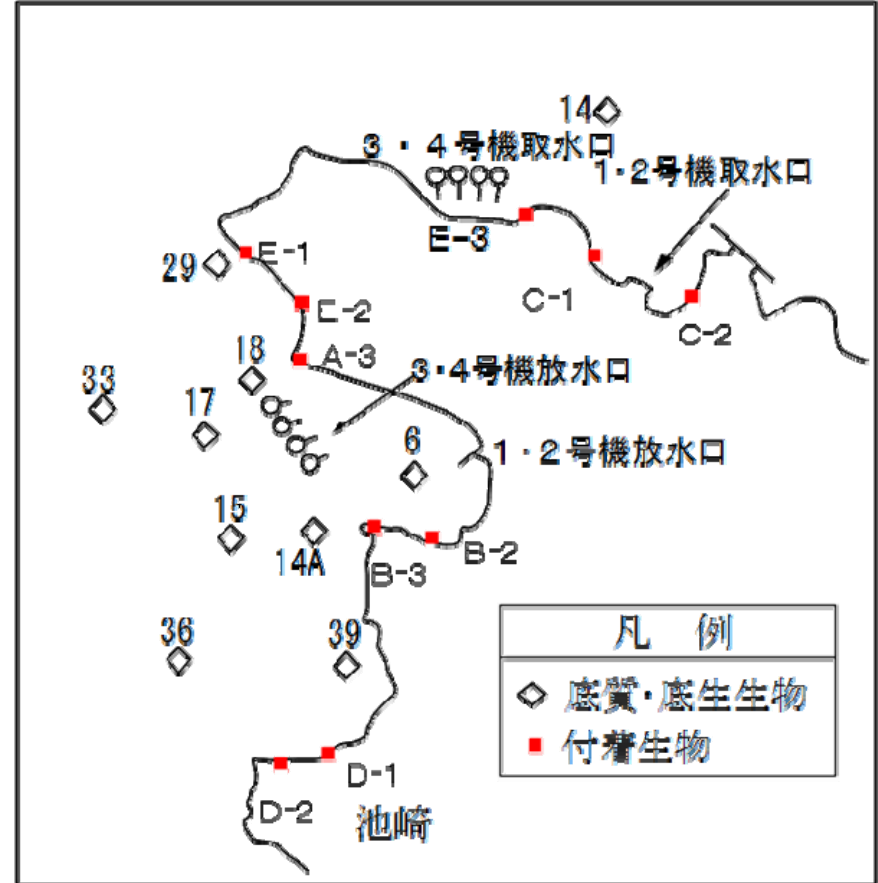 14
3・4号機取水口
1・2号機取水口
E-3
E-1
29
C-1
E-2
C-2
18
A-3
3・4号機放水口
33
17
6
1・2号機放水口
15
14A
B-2
B-3
36
39
凡 例
底質・底生生物
付着生物
D-1
D-2
池崎